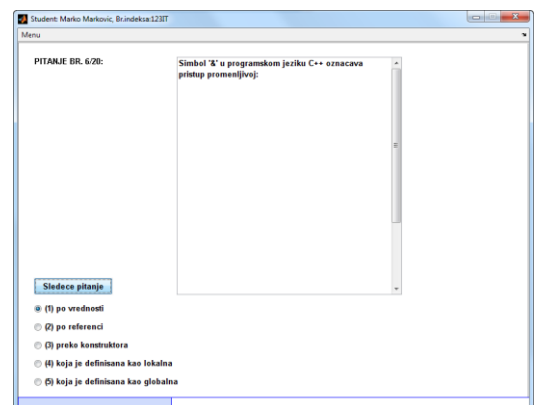 Student: Marko Markovic, Br.indeksa:123IT
Menu
PITANJE BR. 6/20:
Simbol '&' u programskom jeziku C++ oznacava
pristup promenljivoj:
Sledece pitanje
(1) po vrednosti
(2) po referenci
(3) preko konstruktora
(4) koja je definisana kao lokalna
(5) koja je definisana kao globalna